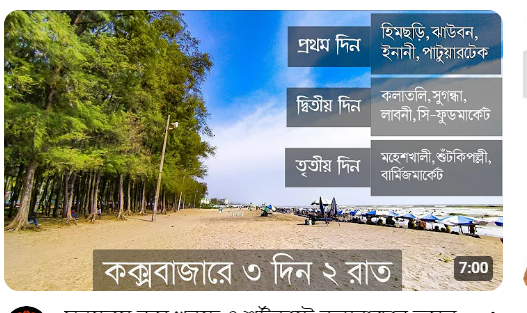 প্রথম দিন
হিমছড়ি, ঝাউবন,
ইনানী, পাটুয়ারটেক
দ্বিতীয় দিন
কলাতলি, সুগন্ধা,
লাবনী, সি-ফুডমার্কেট
তৃতীয় দিন
মহেশখালী, শুঁটকিপল্লী,
বার্মিজমার্কেট
কক্সবাজারে ৩ দিন ২ রাত
7:00